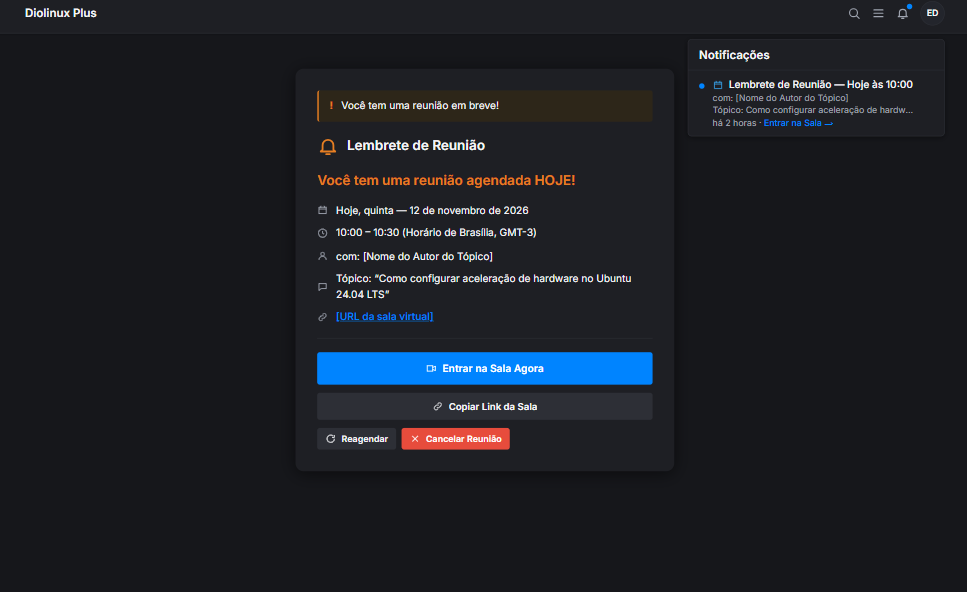 Diolinux Plus
ED
Notificações
Lembrete de Reunião — Hoje às 10:00
com: [Nome do Autor do Tópico]
Tópico: Como configurar aceleração de hardw...
há 2 horas · Entrar na Sala →
! Você tem uma reunião em breve!
Lembrete de Reunião
Você tem uma reunião agendada HOJE!
Hoje, quinta — 12 de novembro de 2026
10:00 – 10:30 (Horário de Brasília, GMT-3)
com: [Nome do Autor do Tópico]
Tópico: "Como configurar aceleração de hardware no Ubuntu
24.04 LTS"
[URL da sala virtual]
Entrar na Sala Agora
Copiar Link da Sala
Reagendar
Cancelar Reunião